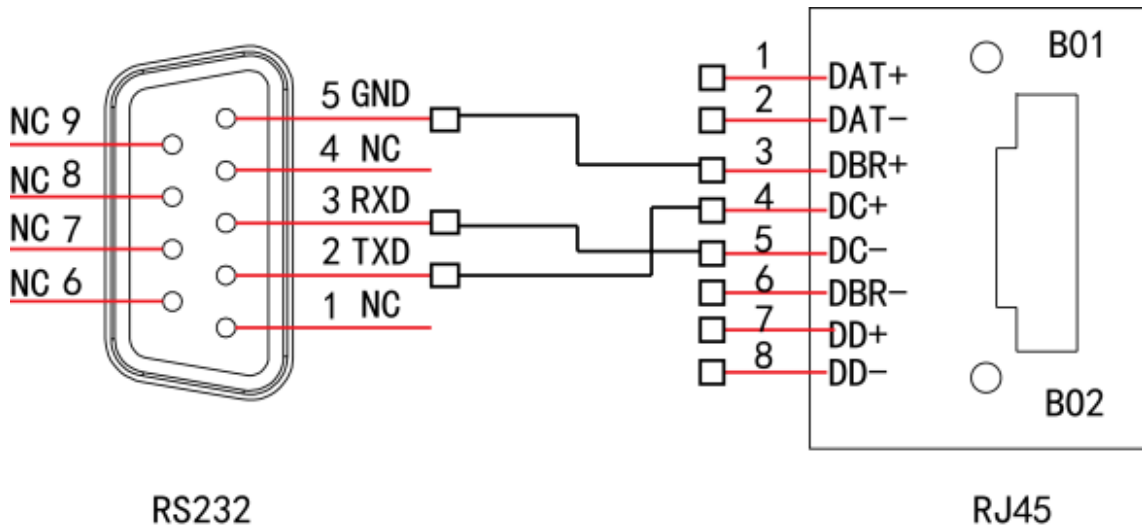 NC 9
NC 8
NC 7
NC 6
5 GND
4 NC
3 RXD
2 TXD
1 NC
1 DAT+
2 DAT-
3 DBR+
4 DC+
5 DC-
6 DBR-
7 DD+
8 DD-
B01
B02
RS232
RJ45